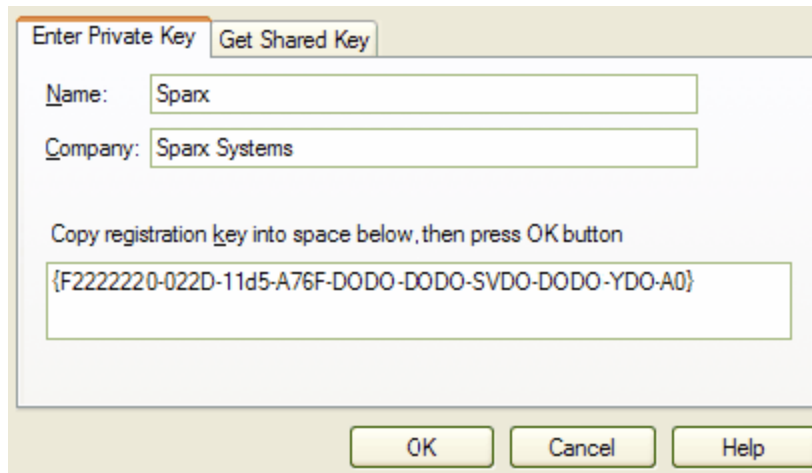 Enter Private Key Get Shared Key
Name: Sparx
Company: Sparx Systems
Copy registration key into space below, then press OK button
{F2222220-022D-11d5-A76F-DODO-DODO-SVDO-DODO-YDO-A0}
OK Cancel Help